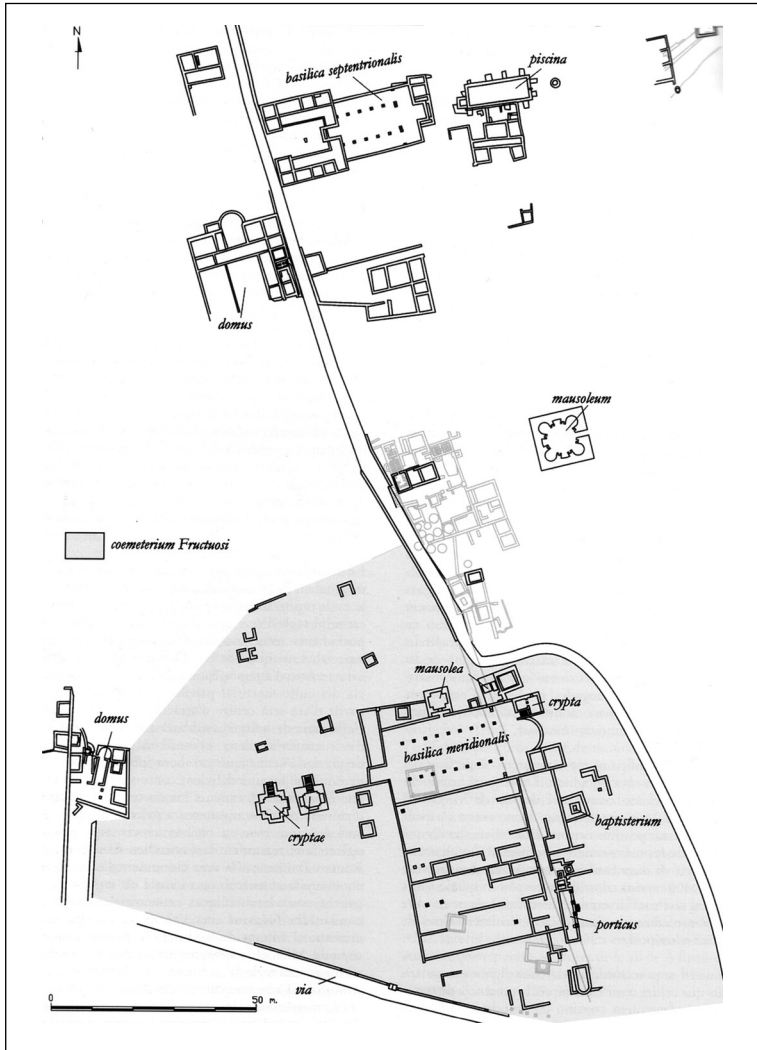 N
basilica septentrionalis
piscina
domus
mausoleum
coemeterium Fructuosi
mausolea
domus
crypta
basilica meridionalis
cryptae
baptisterium
porticus
via
0 50 m.